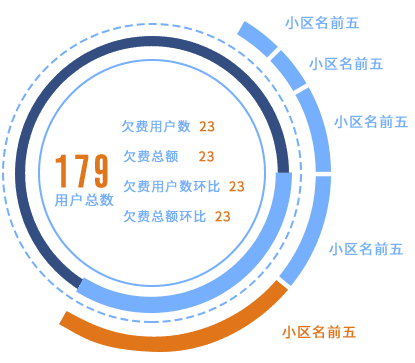 小区名前五
小区名前五
小区名前五
欠费用户数 23
欠费总额 23
179
用户总数
欠费用户数环比 23
欠费总额环比 23
小区名前五
小区名前五